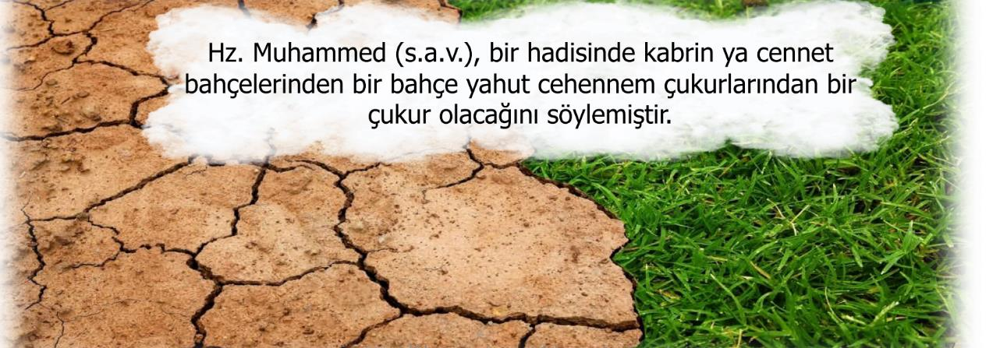 Hz. Muhammed (s.a.v.), bir hadisinde kabrin ya cennet
bahçelerinden bir bahçe yahut cehennem çukurlarından bir
çukur olacağını söylemiştir.